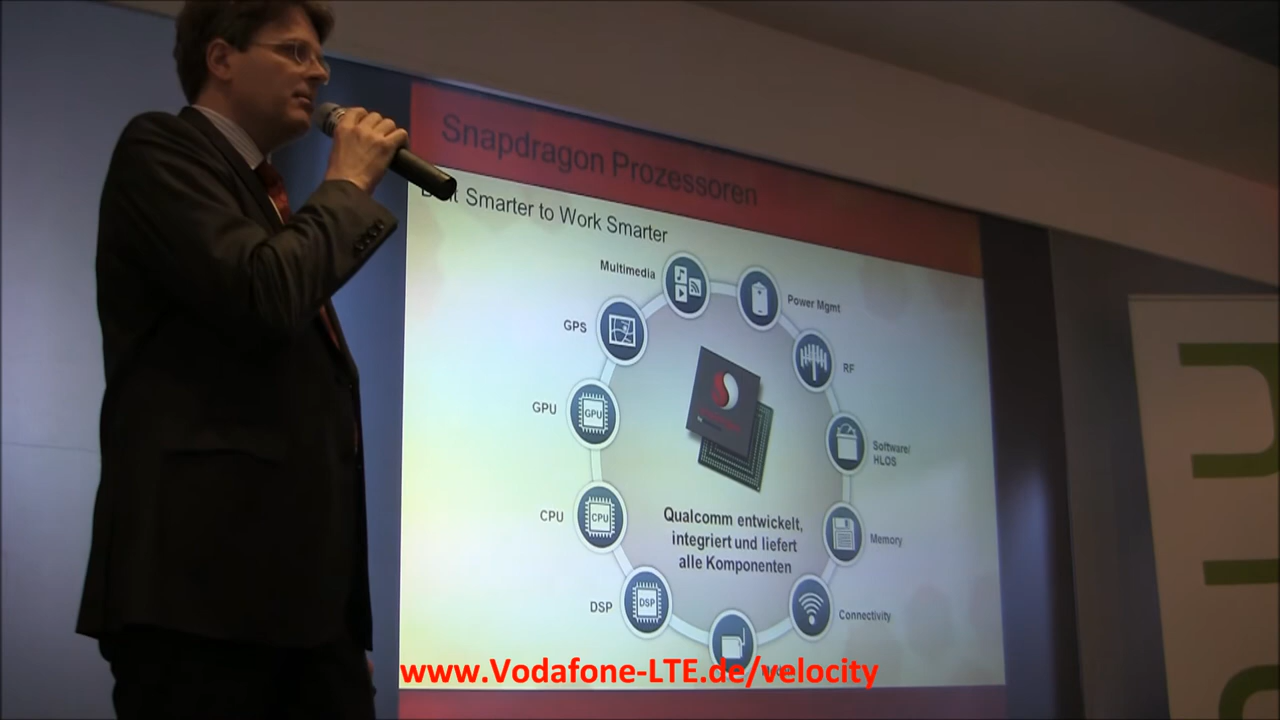 Snapdragon Prozessoren
Smarter to Work Smarter
Multimedia
Power Mgmt
GPS
RF
GPU
GPU
Software/
HLOS
CPU
CPU
Qualcomm entwickelt,
integriert und liefert
alle Komponenten
Memory
DSP
DSP
Connectivity
www.Vodafone-LTE.de/velocity